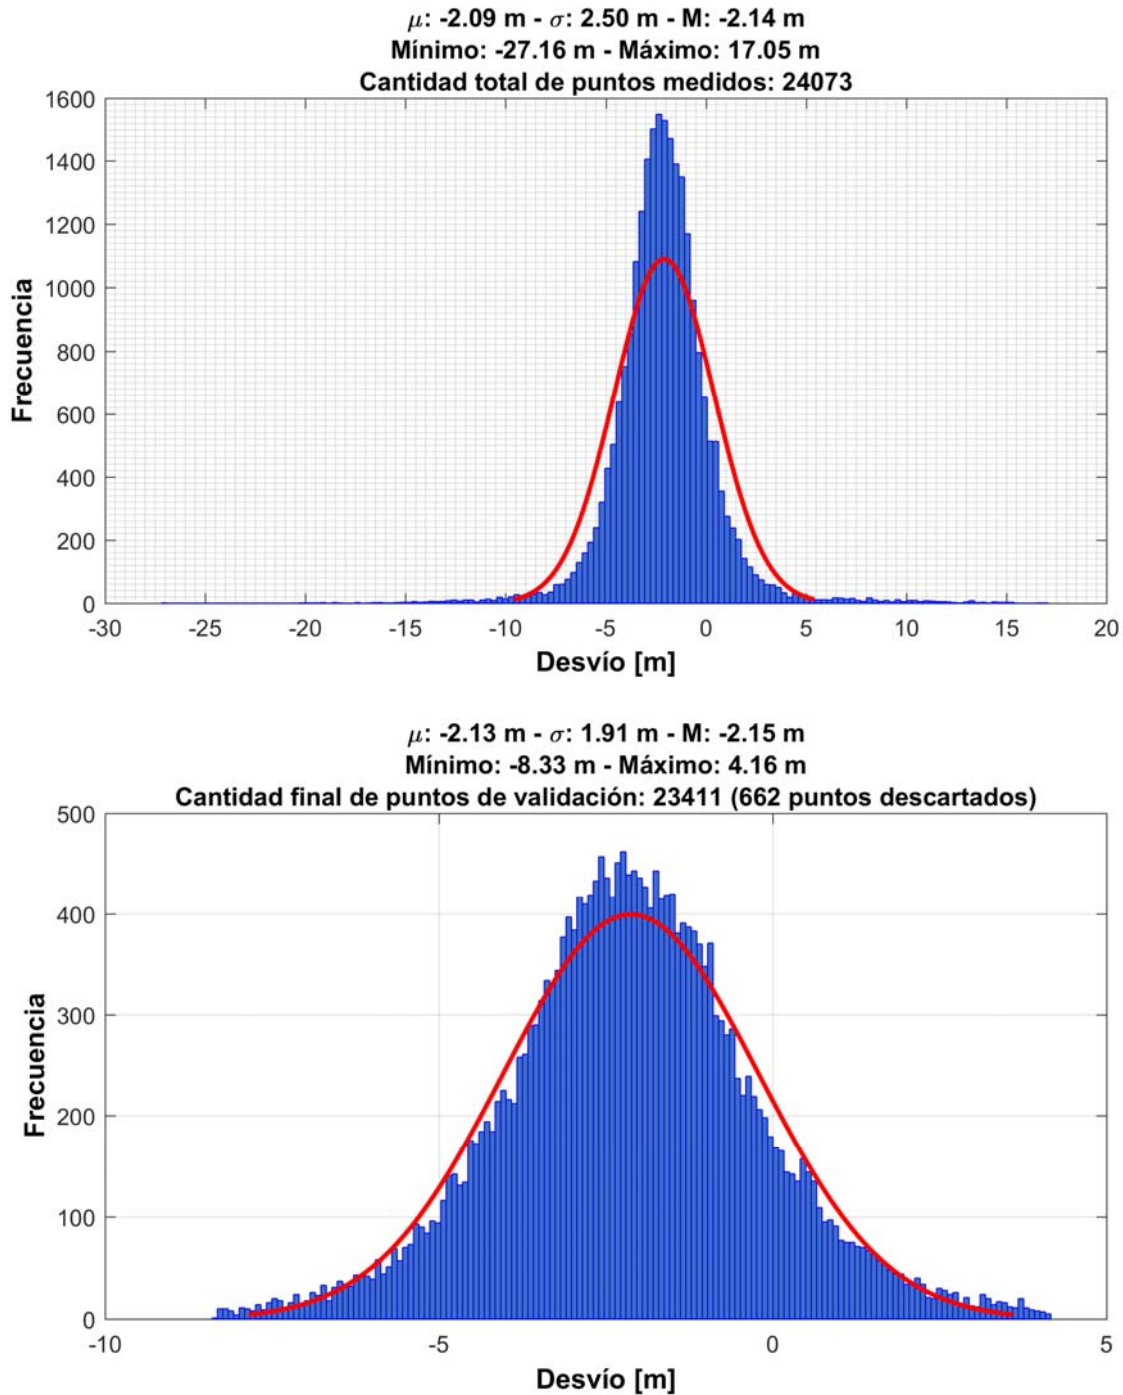 μ: -2.09 m - σ: 2.50 m - M: -2.14 m
Mínimo: -27.16 m - Máximo: 17.05 m
Cantidad total de puntos medidos: 24073
1600
1400
1200
1000
800
600
400
200
0
Frecuencia
-30 -25 -20 -15 -10 -5 0 5 10 15 20
Desvío [m]
μ: -2.13 m - σ: 1.91 m - M: -2.15 m
Mínimo: -8.33 m - Máximo: 4.16 m
Cantidad final de puntos de validación: 23411 (662 puntos descartados)
500
400
300
200
100
0
Frecuencia
-10 -5 0 5
Desvío [m]